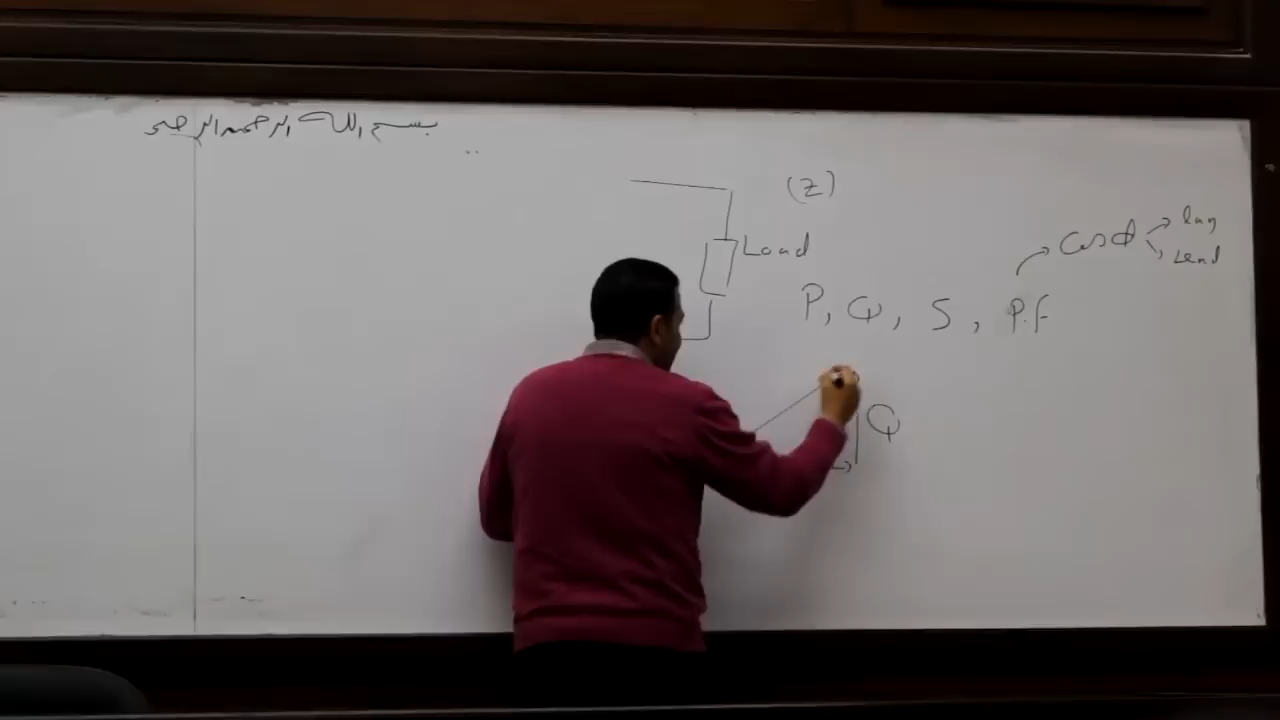 بسم الله الرحمن الرحيم
(Z)
Load
P, Q, S, P.F
cosϕ
lag
Lead
Q